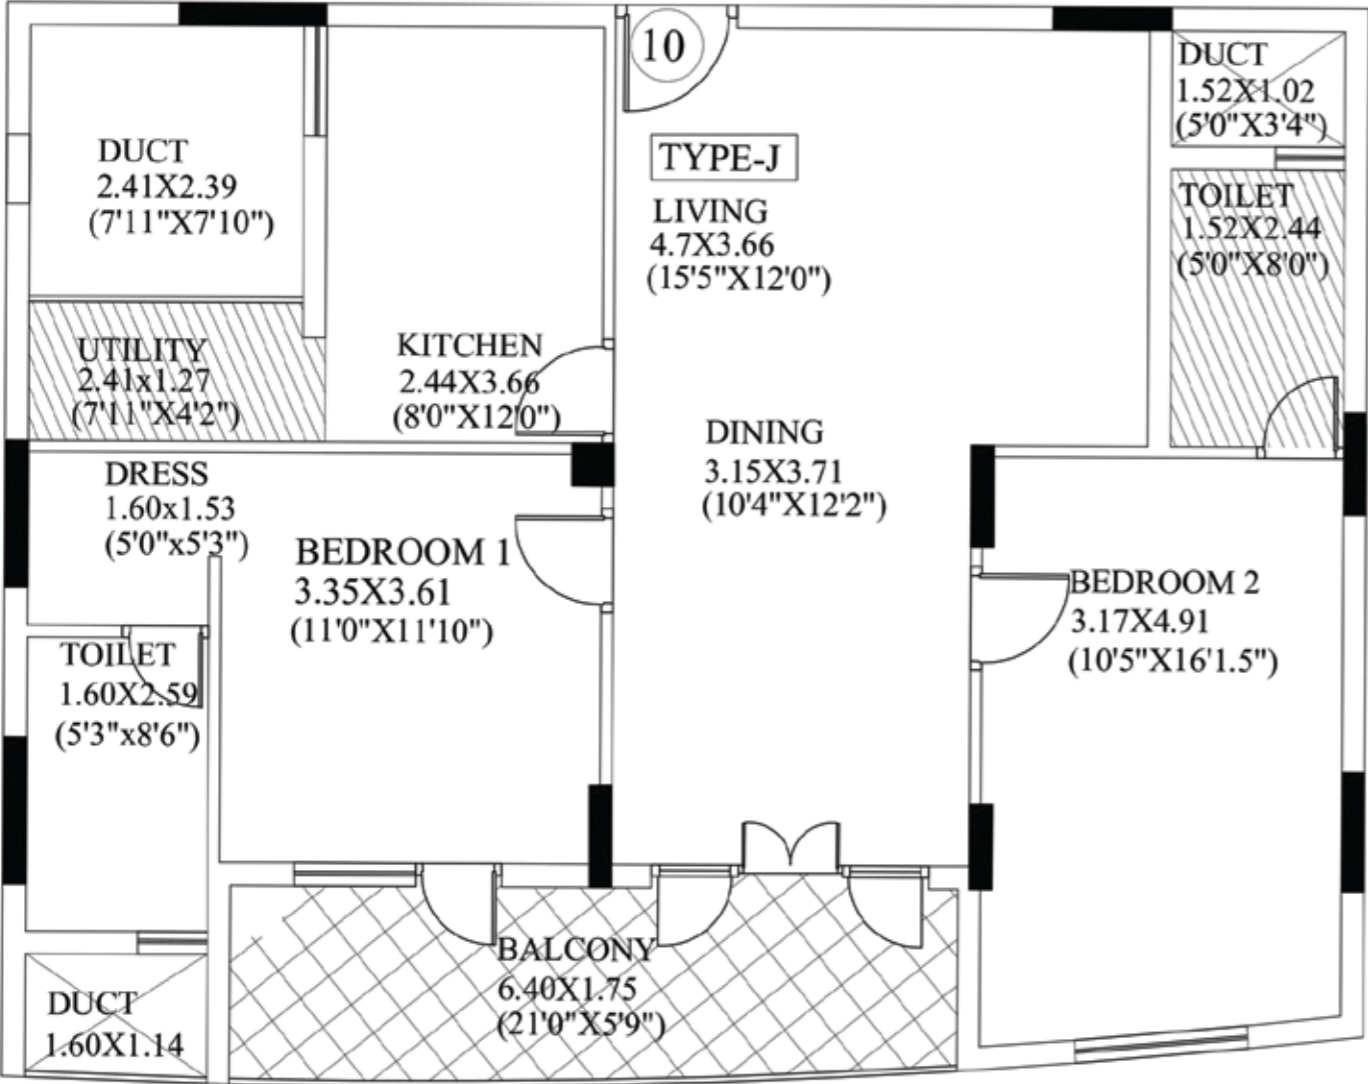 10
TYPE-J
DUCT
2.41X2.39
(7'11"X7'10")
LIVING
4.7X3.66
(15'5"X12'0")
DUCT
1.52X1.02
(5'0"X3'4")
TOILET
1.52X2.44
(5'0"X8'0")
UTILITY
2.41x1.27
(7'11"X4'2")
KITCHEN
2.44X3.66
(8'0"X12'0")
DINING
3.15X3.71
(10'4"X12'2")
DRESS
1.60x1.53
(5'0"x5'3")
BEDROOM 1
3.35X3.61
(11'0"X11'10")
BEDROOM 2
3.17X4.91
(10'5"X16'1.5")
TOILET
1.60X2.59
(5'3"x8'6")
BALCONY
6.40X1.75
(21'0"X5'9")
DUCT
1.60X1.14